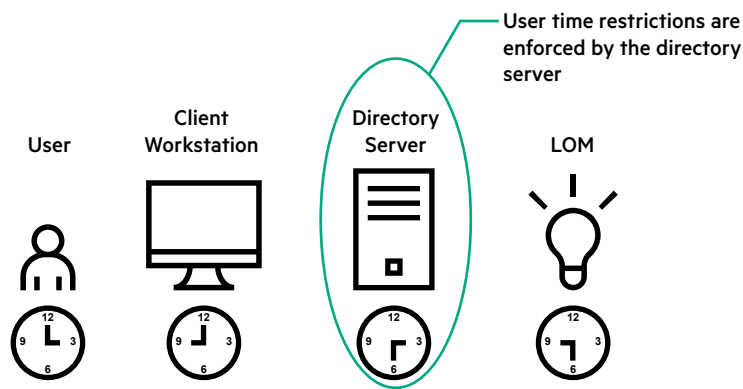 User time restrictions are
enforced by the directory
server
User
Client
Workstation
Directory
Server
LOM
12
9 3
6
12
9 3
6
12
9 3
6
12
9 3
6